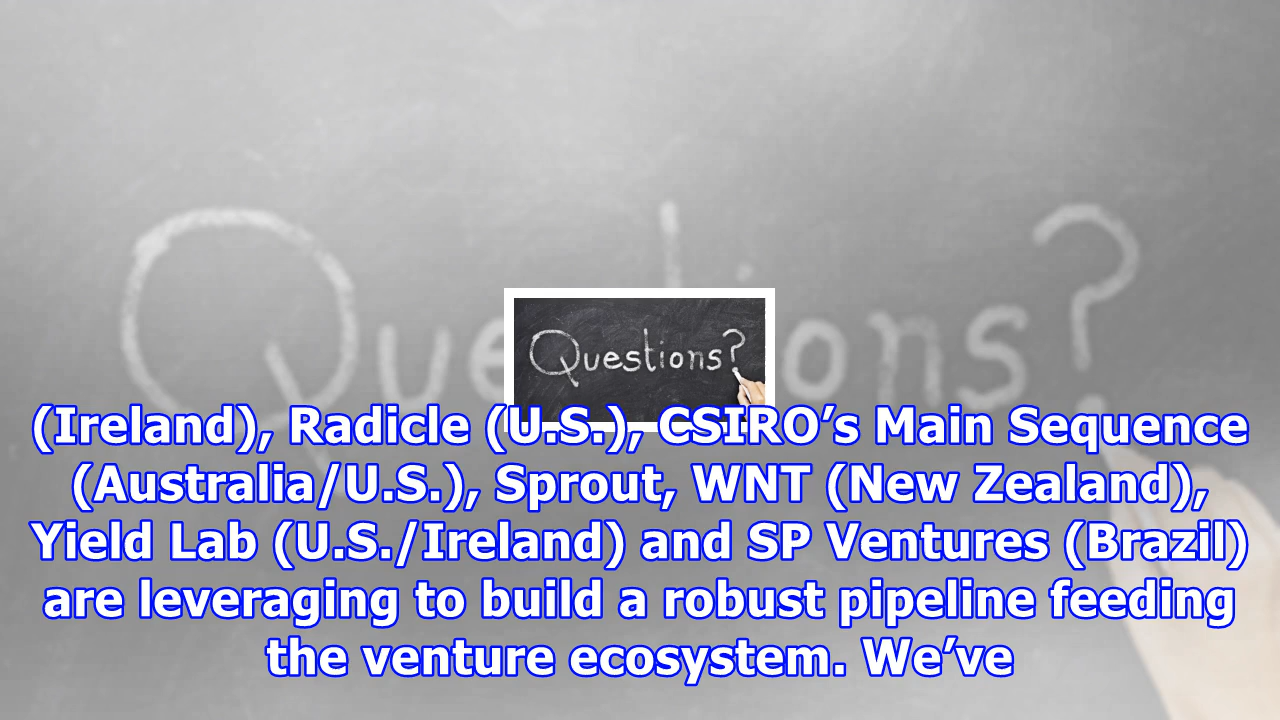 Questions?
Questions?
(Ireland), Radicle (U.S.), CSIRO’s Main Sequence
(Australia/U.S.), Sprout, WNT (New Zealand),
Yield Lab (U.S./Ireland) and SP Ventures (Brazil)
are leveraging to build a robust pipeline feeding
the venture ecosystem. We’ve